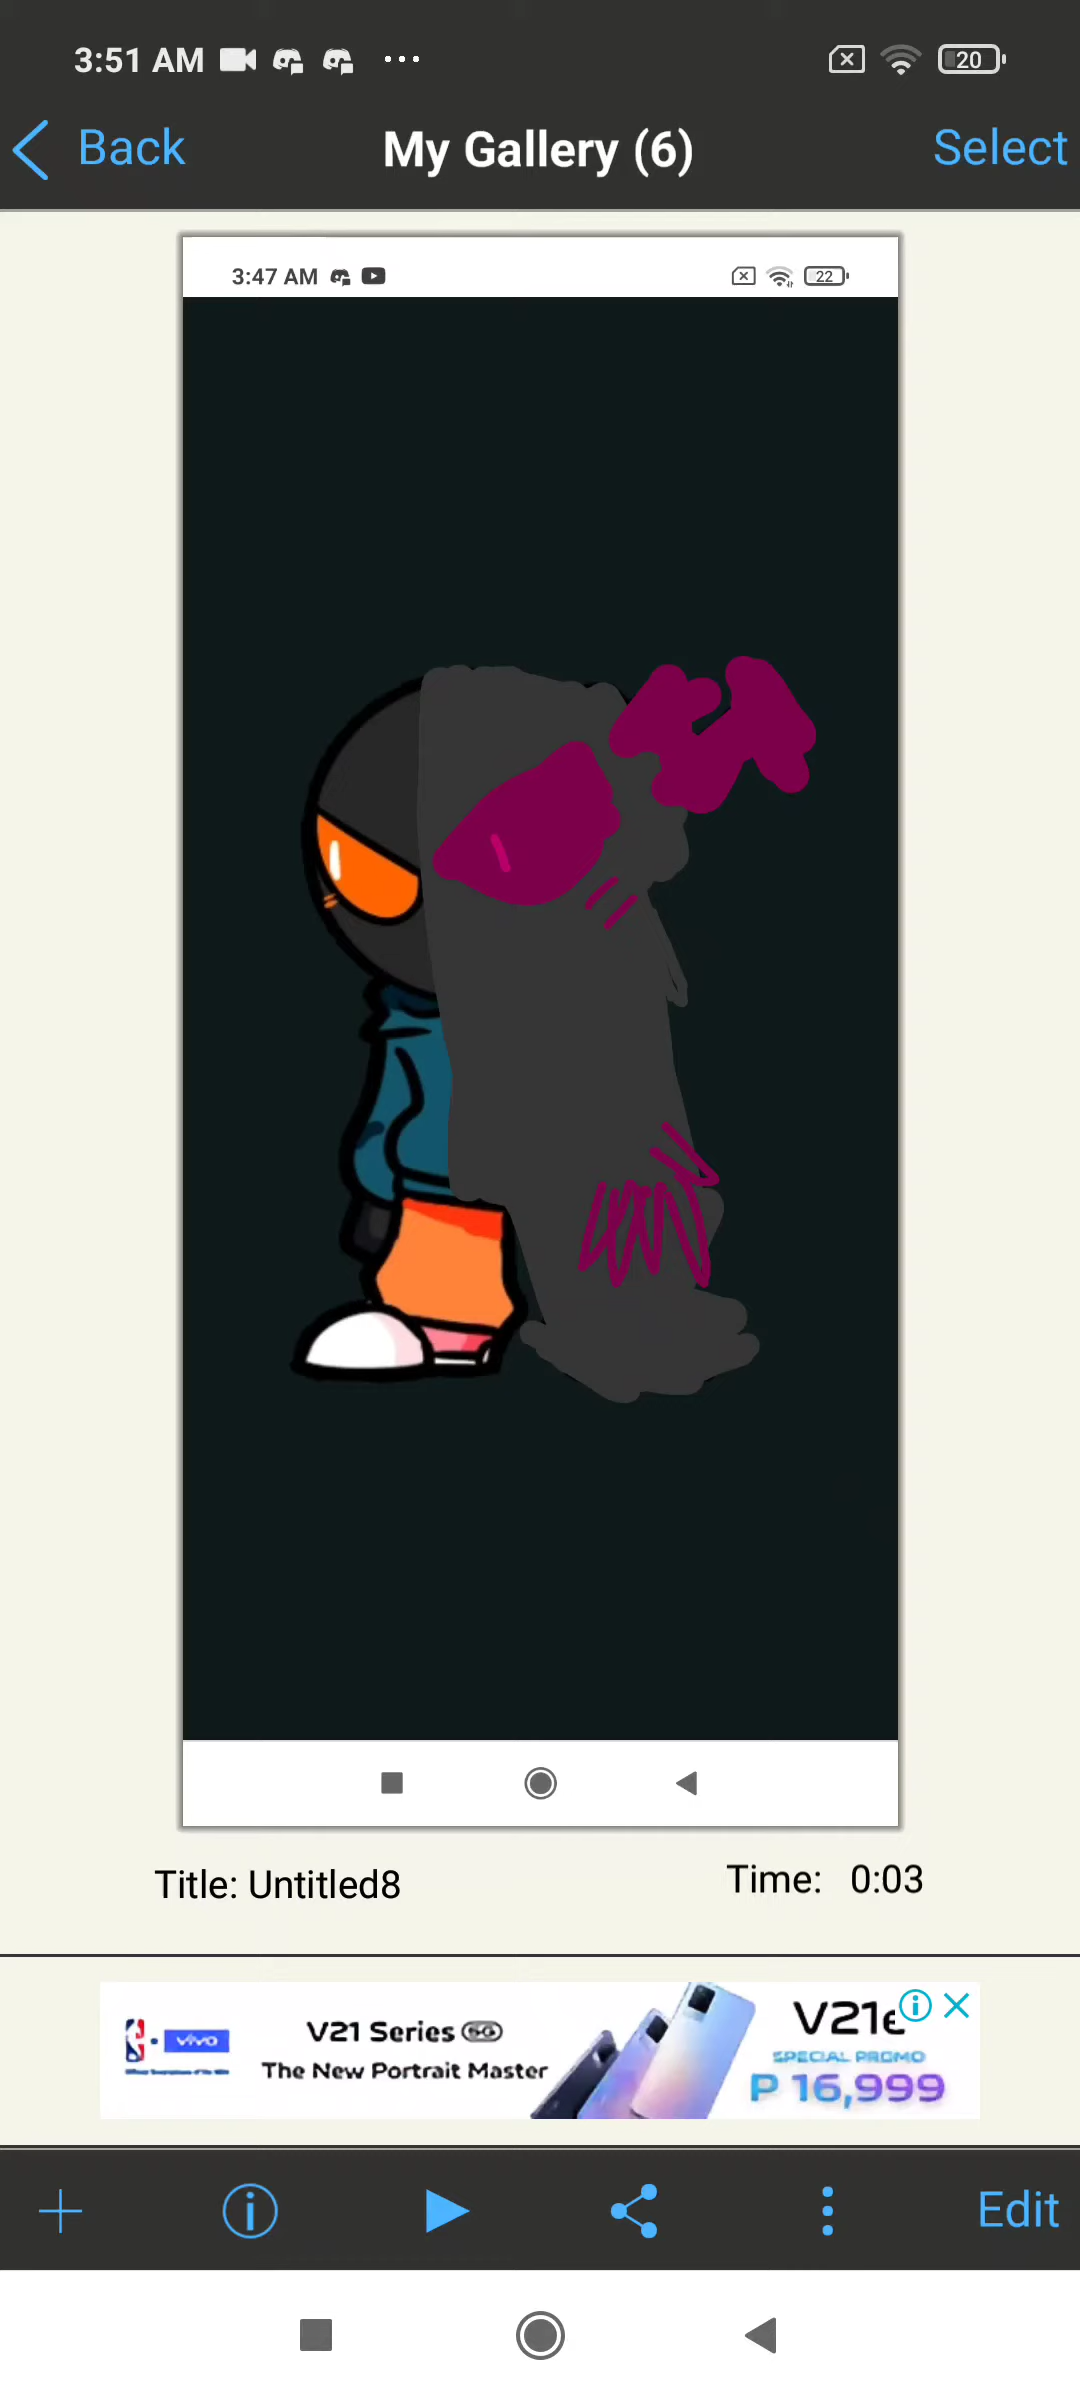 3:51 AM
20
Back
My Gallery (6)
Select
3:47 AM
22
Title: Untitled8
Time: 0:03
vivo
V21 Series 5G
The New Portrait Master
V21e
SPECIAL PROMO
P 16,999
Edit